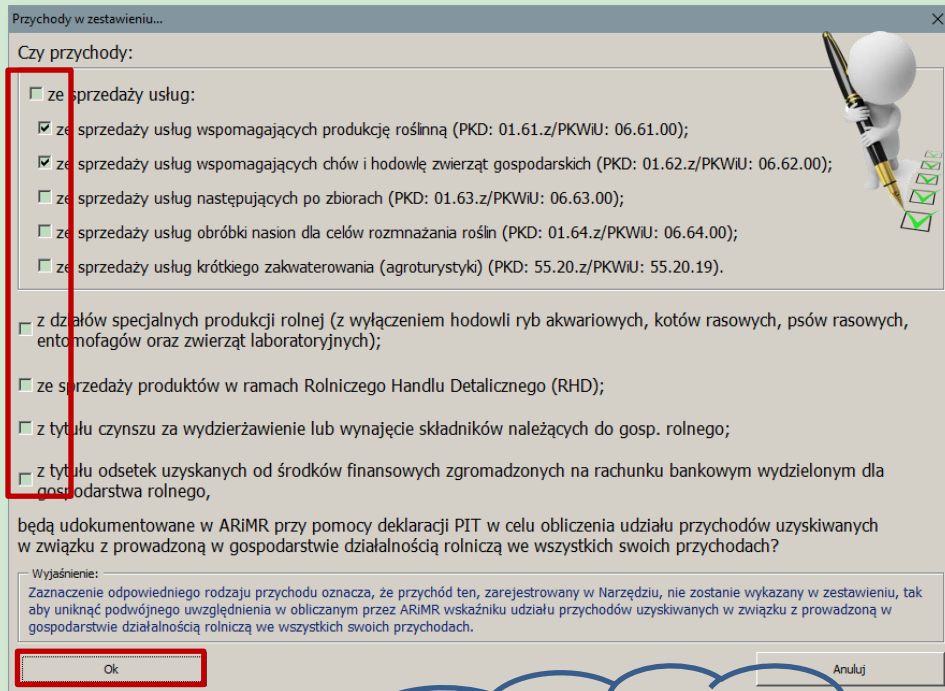 Przychody w zestawieniu...
Czy przychody:
ze sprzedaży usług:
ze sprzedaży usług wspomagających produkcję roślinną (PKD: 01.61.z/PKWiU: 06.61.00);
ze sprzedaży usług wspomagających chów i hodowlę zwierząt gospodarskich (PKD: 01.62.z/PKWiU: 06.62.00);
ze sprzedaży usług następujących po zbiorach (PKD: 01.63.z/PKWiU: 06.63.00);
ze sprzedaży usług obróbki nasion dla celów rozmnażania roślin (PKD: 01.64.z/PKWiU: 06.64.00);
ze sprzedaży usług krótkiego zakwaterowania (agroturystyki) (PKD: 55.20.z/PKWiU: 55.20.19).
z działów specjalnych produkcji rolnej (z wyłączeniem hodowli ryb akwariowych, kotów rasowych, psów rasowych,
entomofagów oraz zwierząt laboratoryjnych);
ze sprzedaży produktów w ramach Rolniczego Handlu Detalicznego (RHD);
z tytułu czynszu za wydzierżawienie lub wynajęcie składników należących do gosp. rolnego;
z tytułu odsetek uzyskanych od środków finansowych zgromadzonych na rachunku bankowym wydzielonym dla
gospodarstwa rolnego,
będą udokumentowane w ARiMR przy pomocy deklaracji PIT w celu obliczenia udziału przychodów uzyskiwanych
w związku z prowadzoną w gospodarstwie działalnością rolniczą we wszystkich swoich przychodach?
Wyjaśnienie:
Zaznaczenie odpowiedniego rodzaju przychodu oznacza, że przychód ten, zarejestrowany w Narzędziu, nie zostanie wykazany w zestawieniu, tak
aby uniknąć podwójnego uwzględnienia w obliczanym przez ARiMR wskaźniku udziału przychodów uzyskiwanych w związku z prowadzoną w
gospodarstwie działalnością rolniczą we wszystkich swoich przychodach.
Ok
Anuluj